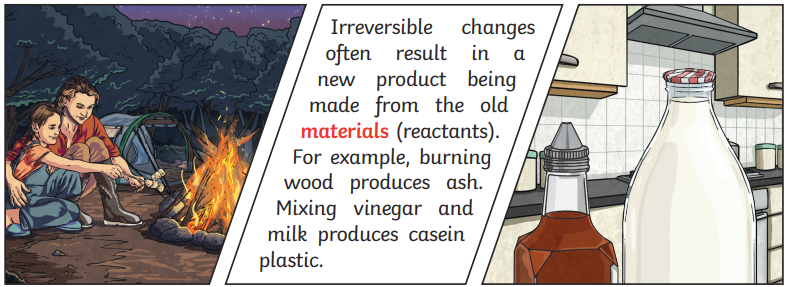 Irreversible changes
often result in a
new product being
made from the old
materials (reactants).
For example, burning
wood produces ash.
Mixing vinegar and
milk produces casein
plastic.